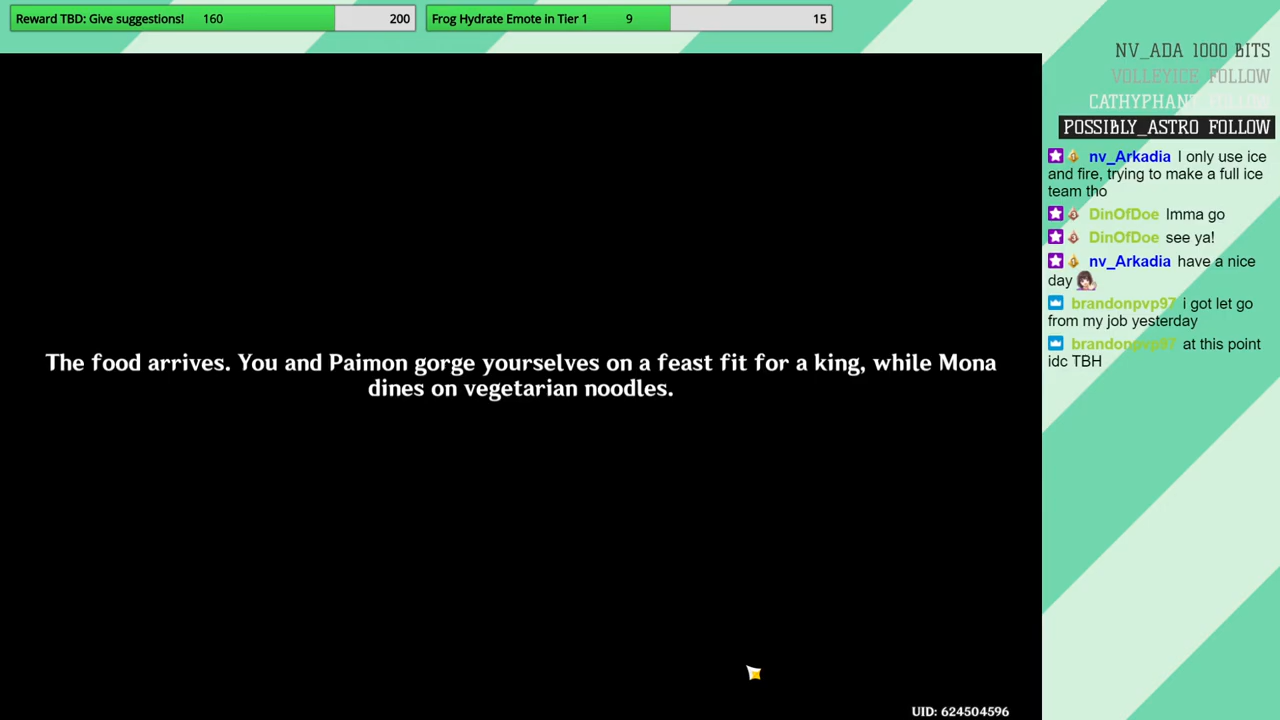 Reward TBD: Give suggestions! 160 200
Frog Hydrate Emote in Tier 1 9 15
NV_ADA 1000 BITS
VOLLEYICE FOLLOW
CATHYPHANT FOLLOW
POSSIBLY_ASTRO FOLLOW
nv_Arkadia I only use ice
and fire, trying to make a full ice
team tho
DinOfDoe Imma go
DinOfDoe see ya!
nv_Arkadia have a nice
day
brandonpvp97 i got let go
from my job yesterday
brandonpvp97 at this point
idc TBH
The food arrives. You and Paimon gorge yourselves on a feast fit for a king, while Mona
dines on vegetarian noodles.
UID: 624504596